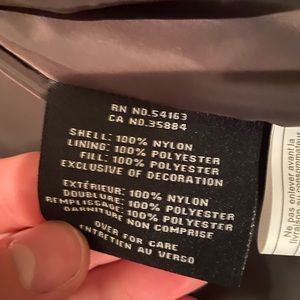 RN NO.54163
CA NO.35884
SHELL: 100% NYLON
LINING: 100% POLYESTER
FILL: 100% POLYESTER
EXCLUSIVE OF DECORATION
EXTÉRIEUR: 100% NYLON
DOUBLURE: 100% POLYESTER
REMPLISSAGE: 100% POLYESTER
GARNITURE NON COMPRISE
OVER FOR CARE
ENTRETIEN AU VERSO
Ne pas enlever avant la